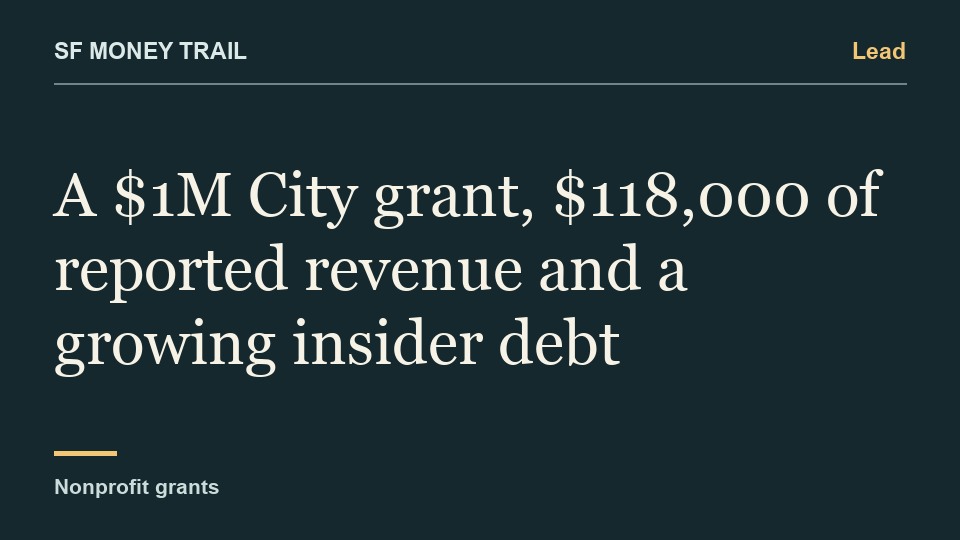 SF MONEY TRAIL
Lead
A $1M City grant, $118,000 of
reported revenue and a
growing insider debt
Nonprofit grants